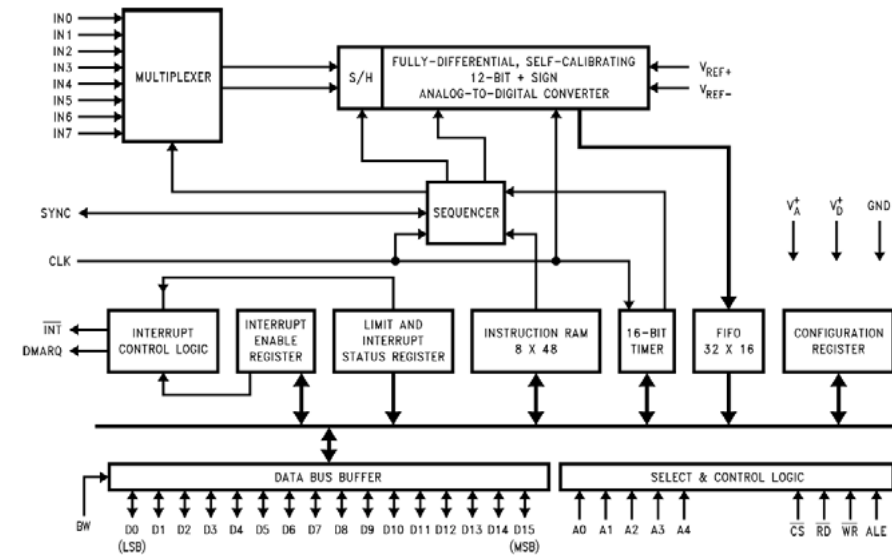 IN0
IN1
IN2
IN3
IN4
IN5
IN6
IN7
MULTIPLEXER
S/H
FULLY-DIFFERENTIAL, SELF-CALIBRATING
12-BIT + SIGN
ANALOG-TO-DIGITAL CONVERTER
VREF+
VREF-
SYNC
SEQUENCER
VA+
VD+
GND
CLK
INT
DMARQ
INTERRUPT
CONTROL LOGIC
INTERRUPT
ENABLE
REGISTER
LIMIT AND
INTERRUPT
STATUS REGISTER
INSTRUCTION RAM
8 X 48
16-BIT
TIMER
FIFO
32 X 16
CONFIGURATION
REGISTER
DATA BUS BUFFER
SELECT & CONTROL LOGIC
BW
D0 D1 D2 D3 D4 D5 D6 D7 D8 D9 D10 D11 D12 D13 D14 D15
(LSB) (MSB)
A0 A1 A2 A3 A4
CS RD WR ALE